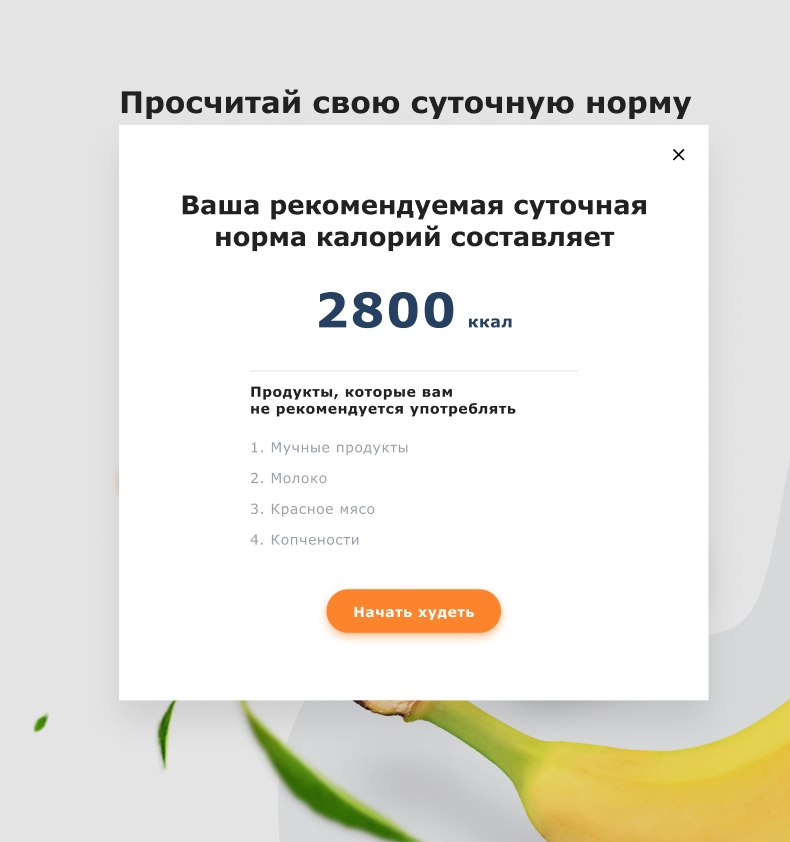 Просчитай свою суточную норму
Ваша рекомендуемая суточная
норма калорий составляет
2800 ккал
Продукты, которые вам
не рекомендуется употреблять
1. Мучные продукты
2. Молоко
3. Красное мясо
4. Копчености
Начать худеть